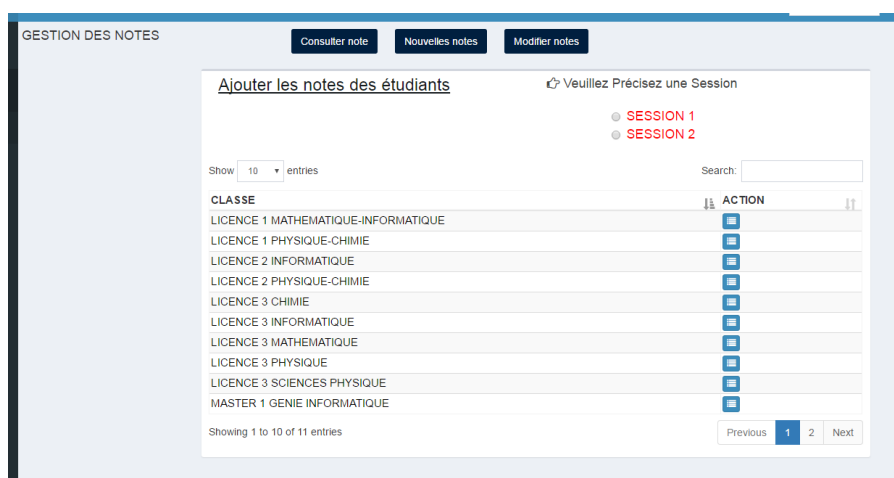 GESTION DES NOTES
Consulter note Nouvelles notes Modifier notes
Ajouter les notes des étudiants
Veuillez Précisez une Session
SESSION 1
SESSION 2
Show 10 entries Search:
CLASSE ACTION
LICENCE 1 MATHEMATIQUE-INFORMATIQUE
LICENCE 1 PHYSIQUE-CHIMIE
LICENCE 2 INFORMATIQUE
LICENCE 2 PHYSIQUE-CHIMIE
LICENCE 3 CHIMIE
LICENCE 3 INFORMATIQUE
LICENCE 3 MATHEMATIQUE
LICENCE 3 PHYSIQUE
LICENCE 3 SCIENCES PHYSIQUE
MASTER 1 GENIE INFORMATIQUE
Showing 1 to 10 of 11 entries Previous 1 2 Next